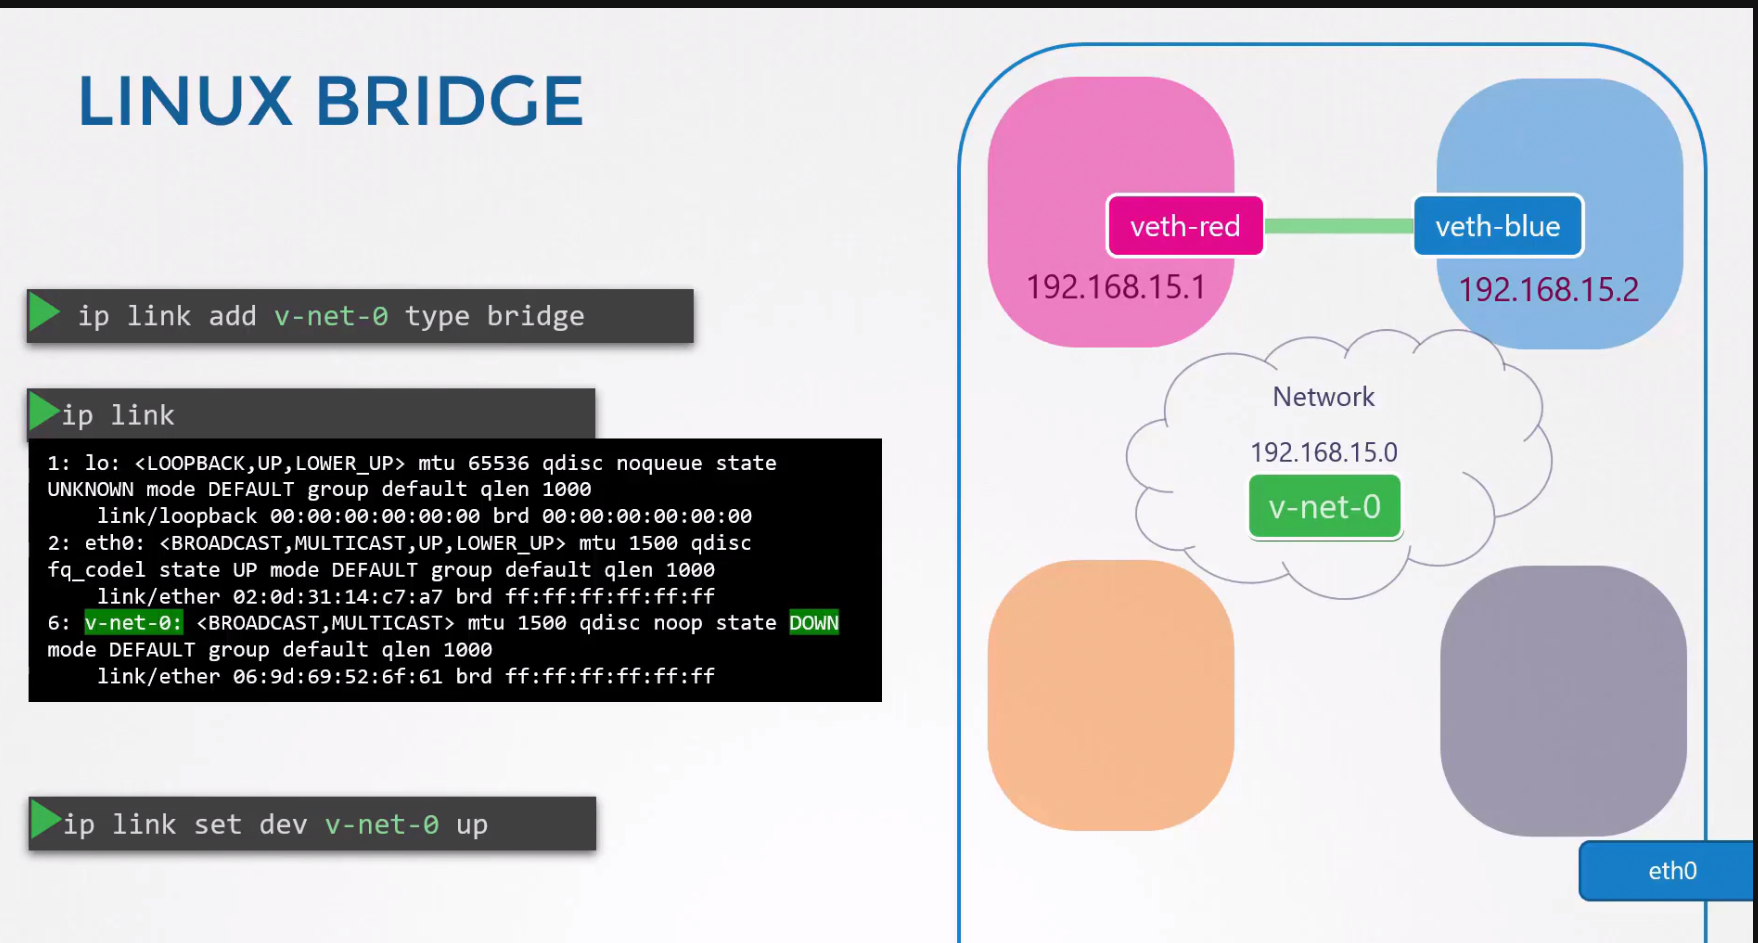 LINUX BRIDGE
ip link add v-net-0 type bridge
ip link
1: lo: <LOOPBACK,UP,LOWER_UP> mtu 65536 qdisc noqueue state
UNKNOWN mode DEFAULT group default qlen 1000
    link/loopback 00:00:00:00:00:00 brd 00:00:00:00:00:00
2: eth0: <BROADCAST,MULTICAST,UP,LOWER_UP> mtu 1500 qdisc
fq_codel state UP mode DEFAULT group default qlen 1000
    link/ether 02:0d:31:14:c7:a7 brd ff:ff:ff:ff:ff:ff
6: v-net-0: <BROADCAST,MULTICAST> mtu 1500 qdisc noop state DOWN
mode DEFAULT group default qlen 1000
    link/ether 06:9d:69:52:6f:61 brd ff:ff:ff:ff:ff:ff
ip link set dev v-net-0 up
veth-red
veth-blue
192.168.15.1
192.168.15.2
Network
192.168.15.0
v-net-0
eth0